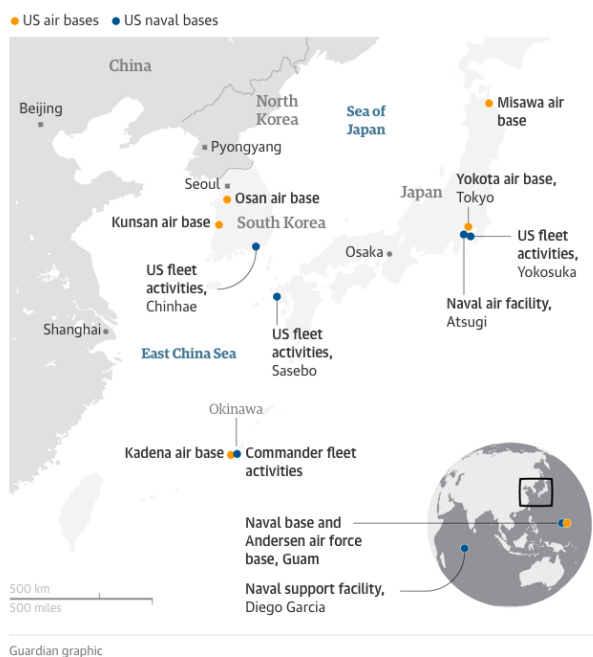 US air bases US naval bases
China
Beijing
North
Korea
Sea of
Japan
Misawa air
base
Pyongyang
Seoul
Osan air base
Japan
Yokota air base,
Tokyo
Kunsan air base
South Korea
US fleet
activities,
Yokosuka
Osaka
US fleet
activities,
Chinhae
Naval air facility,
Atsugi
Shanghai
US fleet
activities,
Sasebo
East China Sea
Okinawa
Kadena air base
Commander fleet
activities
Naval base and
Andersen air force
base, Guam
Naval support facility,
Diego Garcia
500 km
500 miles
Guardian graphic